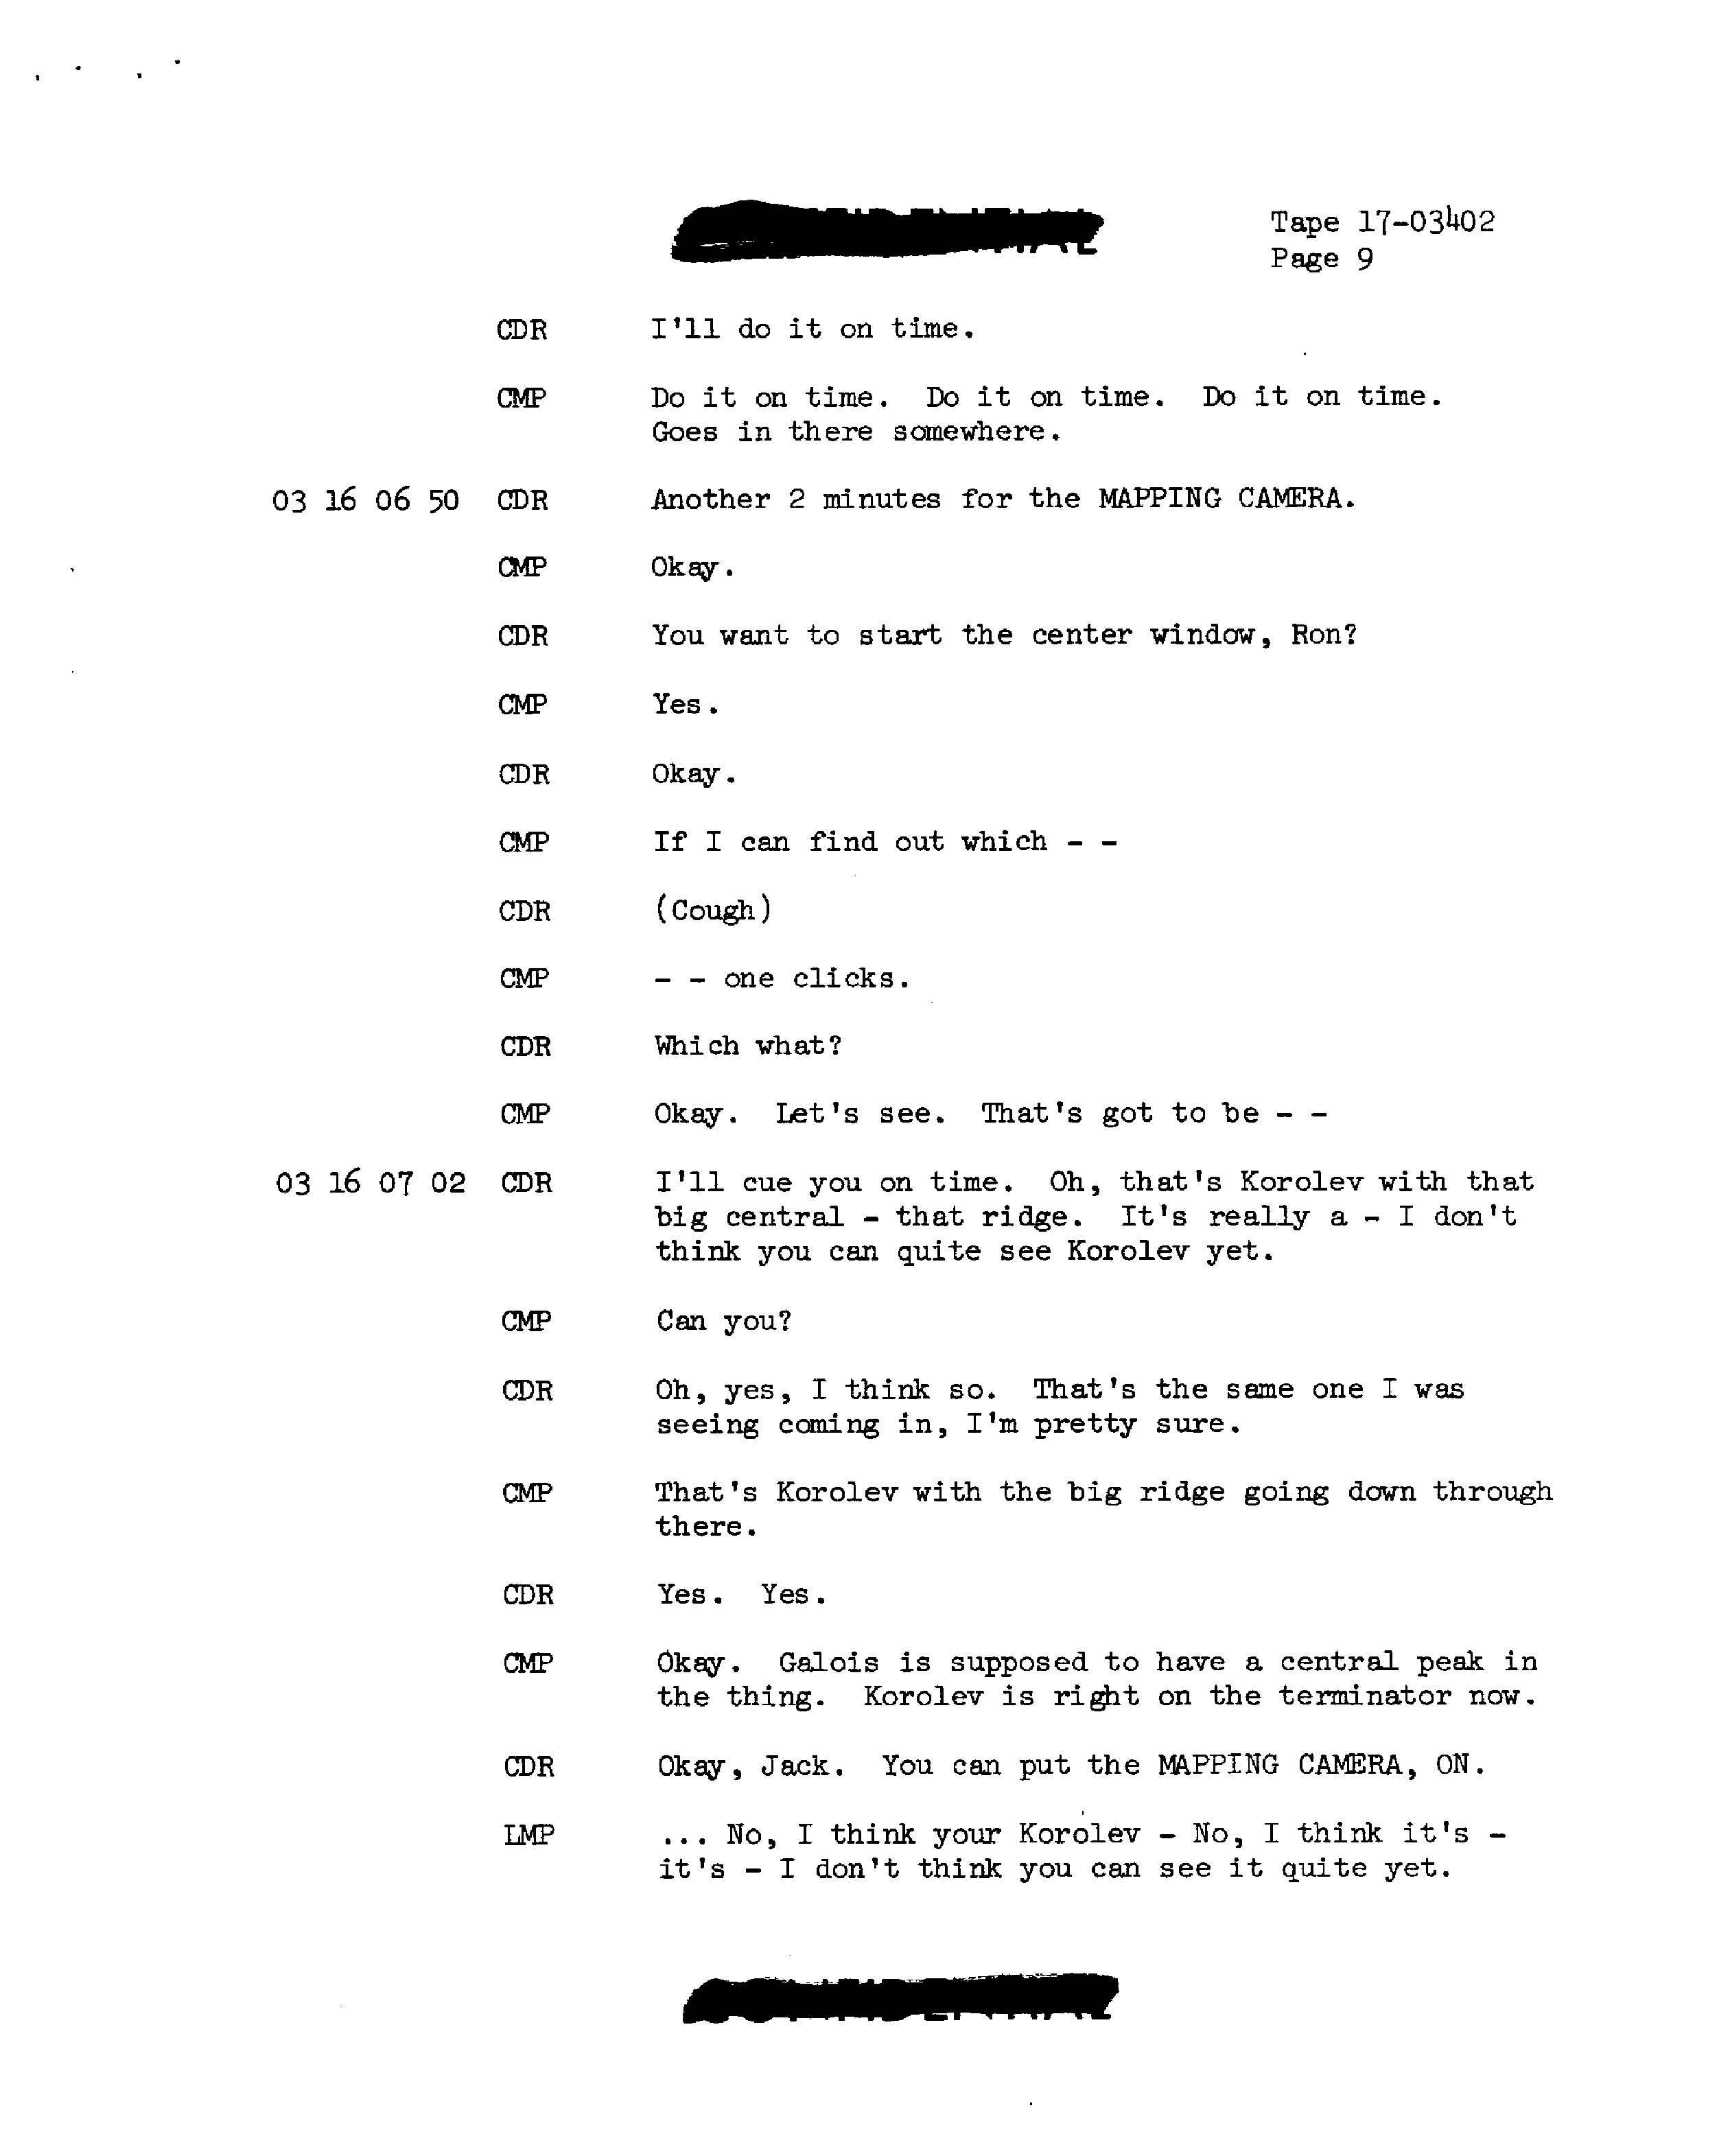 Tape 17-03402
Page 9
CDR I'll do it on time.
CMP Do it on time. Do it on time. Do it on time.
Goes in there somewhere.
03 16 06 50 CDR Another 2 minutes for the MAPPING CAMERA.
CMP Okay.
CDR You want to start the center window, Ron?
CMP Yes.
CDR Okay.
CMP If I can find out which - -
CDR (Cough)
CMP - - one clicks.
CDR Which what?
CMP Okay. Let's see. That's got to be - -
03 16 07 02 CDR I'll cue you on time. Oh, that's Korolev with that
big central - that ridge. It's really a - I don't
think you can quite see Korolev yet.
CMP Can you?
CDR Oh, yes, I think so. That's the same one I was
seeing coming in, I'm pretty sure.
CMP That's Korolev with the big ridge going down through
there.
CDR Yes. Yes.
CMP Okay. Galois is supposed to have a central peak in
the thing. Korolev is right on the terminator now.
CDR Okay, Jack. You can put the MAPPING CAMERA, ON.
LMP ... No, I think your Korolev - No, I think it's -
it's - I don't think you can see it quite yet.